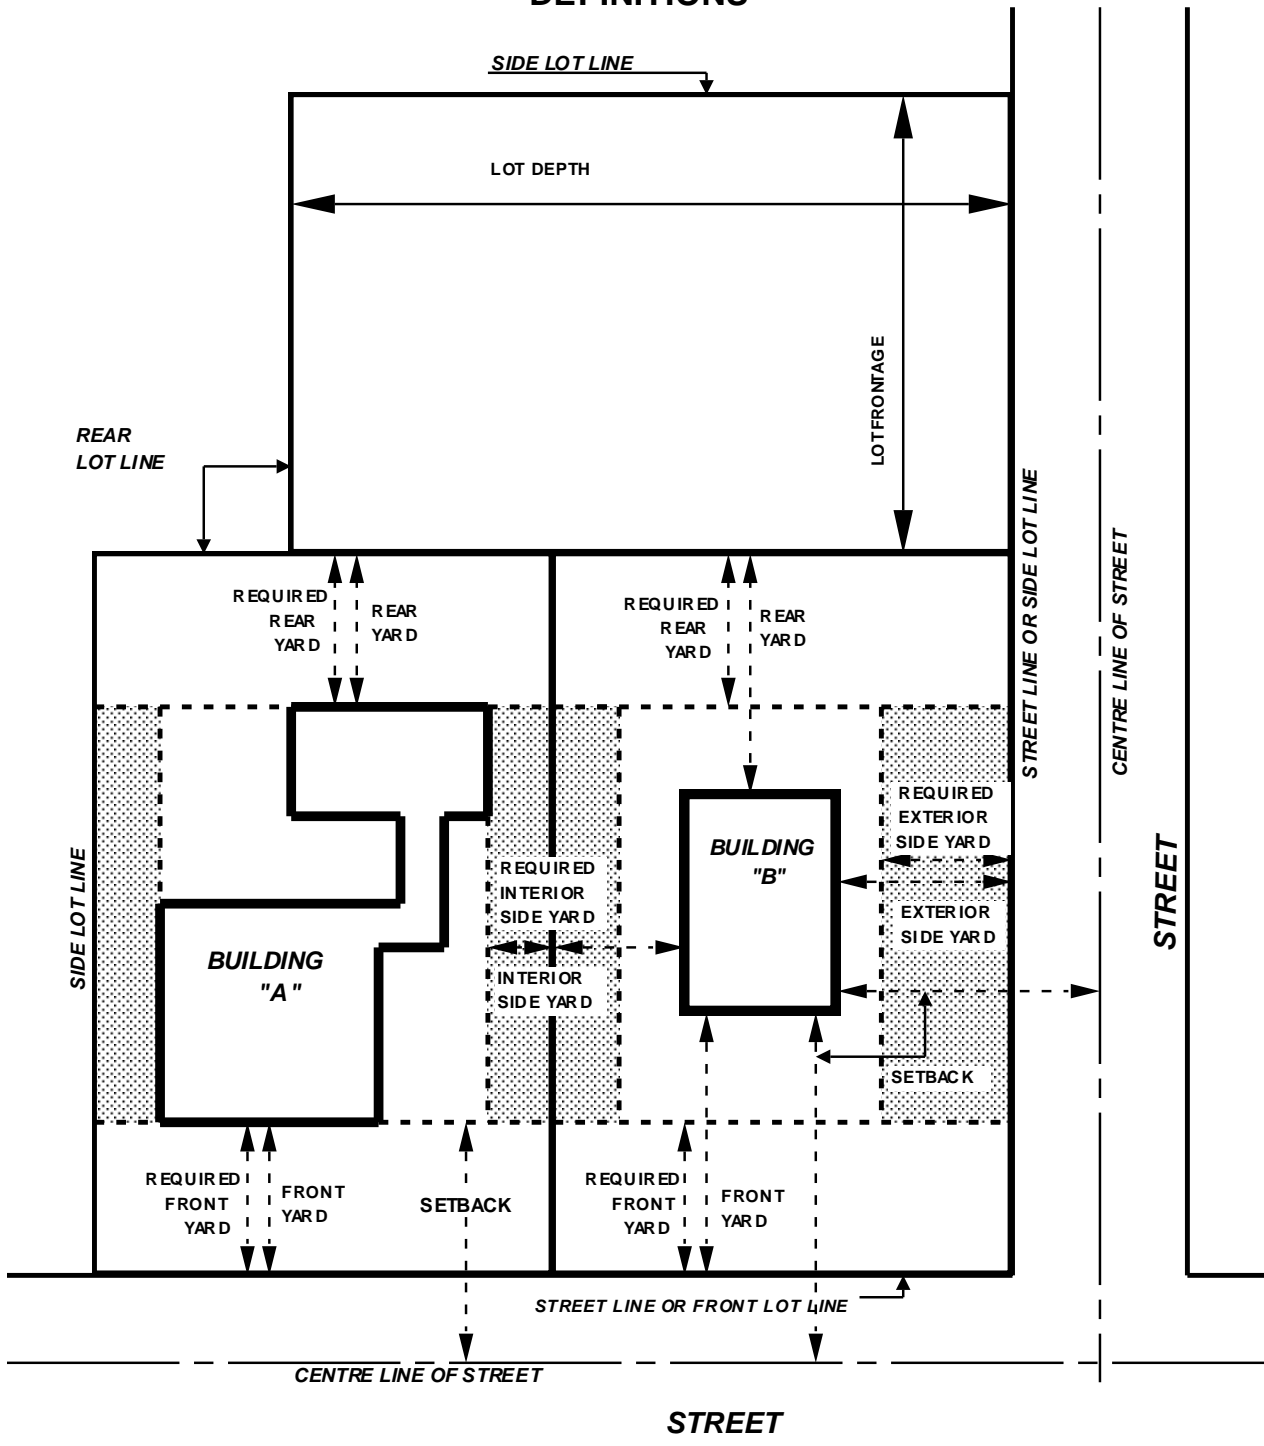 DEFINITIONS
SIDE LOT LINE
LOT DEPTH
LOT FRONTAGE
REAR
LOT LINE
STREET LINE OR SIDE LOT LINE
CENTRE LINE OF STREET
STREET
REQUIRED
REAR
YARD
REAR
YARD
REQUIRED
REAR
YARD
REAR
YARD
SIDE LOT LINE
BUILDING
"A"
REQUIRED
INTERIOR
SIDE YARD
INTERIOR
SIDE YARD
BUILDING
"B"
REQUIRED
EXTERIOR
SIDE YARD
EXTERIOR
SIDE YARD
SETBACK
REQUIRED
FRONT
YARD
FRONT
YARD
SETBACK
REQUIRED
FRONT
YARD
FRONT
YARD
STREET LINE OR FRONT LOT LINE
CENTRE LINE OF STREET
STREET